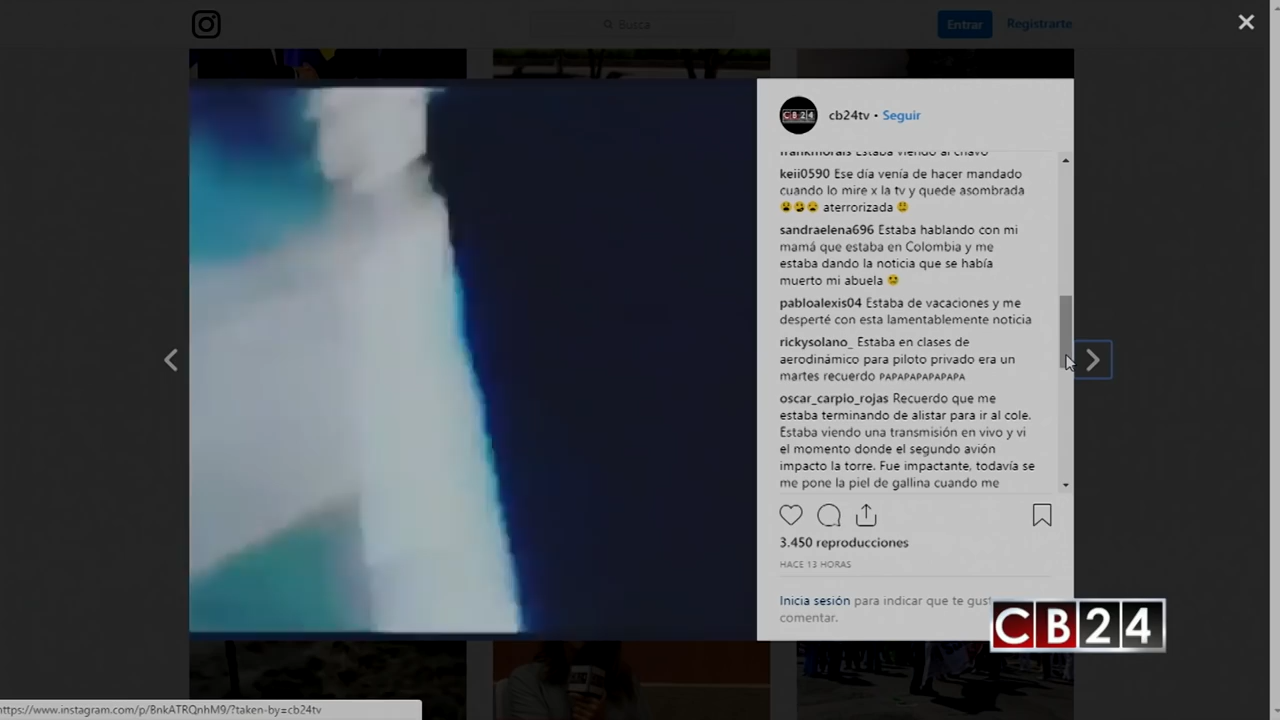 Busca
Entrar
Registrarte
CB24
cb24tv • Seguir
frankmorais Estaba viendo al chavo
keii0590 Ese día venía de hacer mandado
cuando lo mire x la tv y quede asombrada
aterrorizada
sandraelena696 Estaba hablando con mi
mamá que estaba en Colombia y me
estaba dando la noticia que se había
muerto mi abuela
pabloalexis04 Estaba de vacaciones y me
desperté con esta lamentablemente noticia
rickysolano_ Estaba en clases de
aerodinámico para piloto privado era un
martes recuerdo PAPAPAPAPAPAPA
oscar_carpio_rojas Recuerdo que me
estaba terminando de alistar para ir al cole.
Estaba viendo una transmisión en vivo y vi
el momento donde el segundo avión
impacto la torre. Fue impactante, todavía se
me pone la piel de gallina cuando me
3.450 reproducciones
HACE 13 HORAS
Inicia sesión para indicar que te gust
comentar.
CB24
https://www.instagram.com/p/BnkATRQnhM9/?taken-by=cb24tv